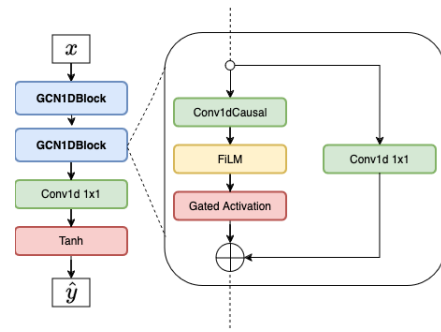 x
GCN1DBlock
GCN1DBlock
Conv1d 1x1
Tanh
ŷ
Conv1dCausal
FiLM
Gated Activation
Conv1d 1x1